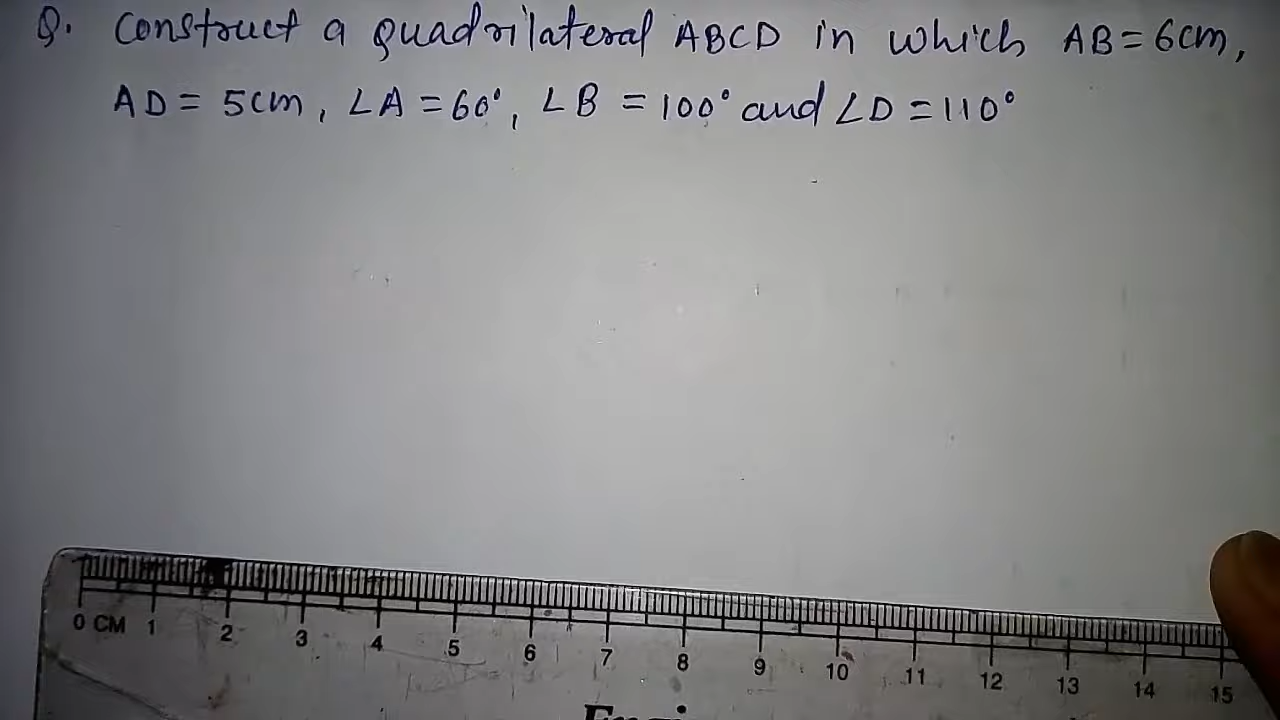 Q. Construct a quadrilateral ABCD in which AB = 6cm,
AD = 5cm, ∠A = 60°, ∠B = 100° and ∠D = 110°
0 CM 1 2 3 4 5 6 7 8 9 10 11 12 13 14 15